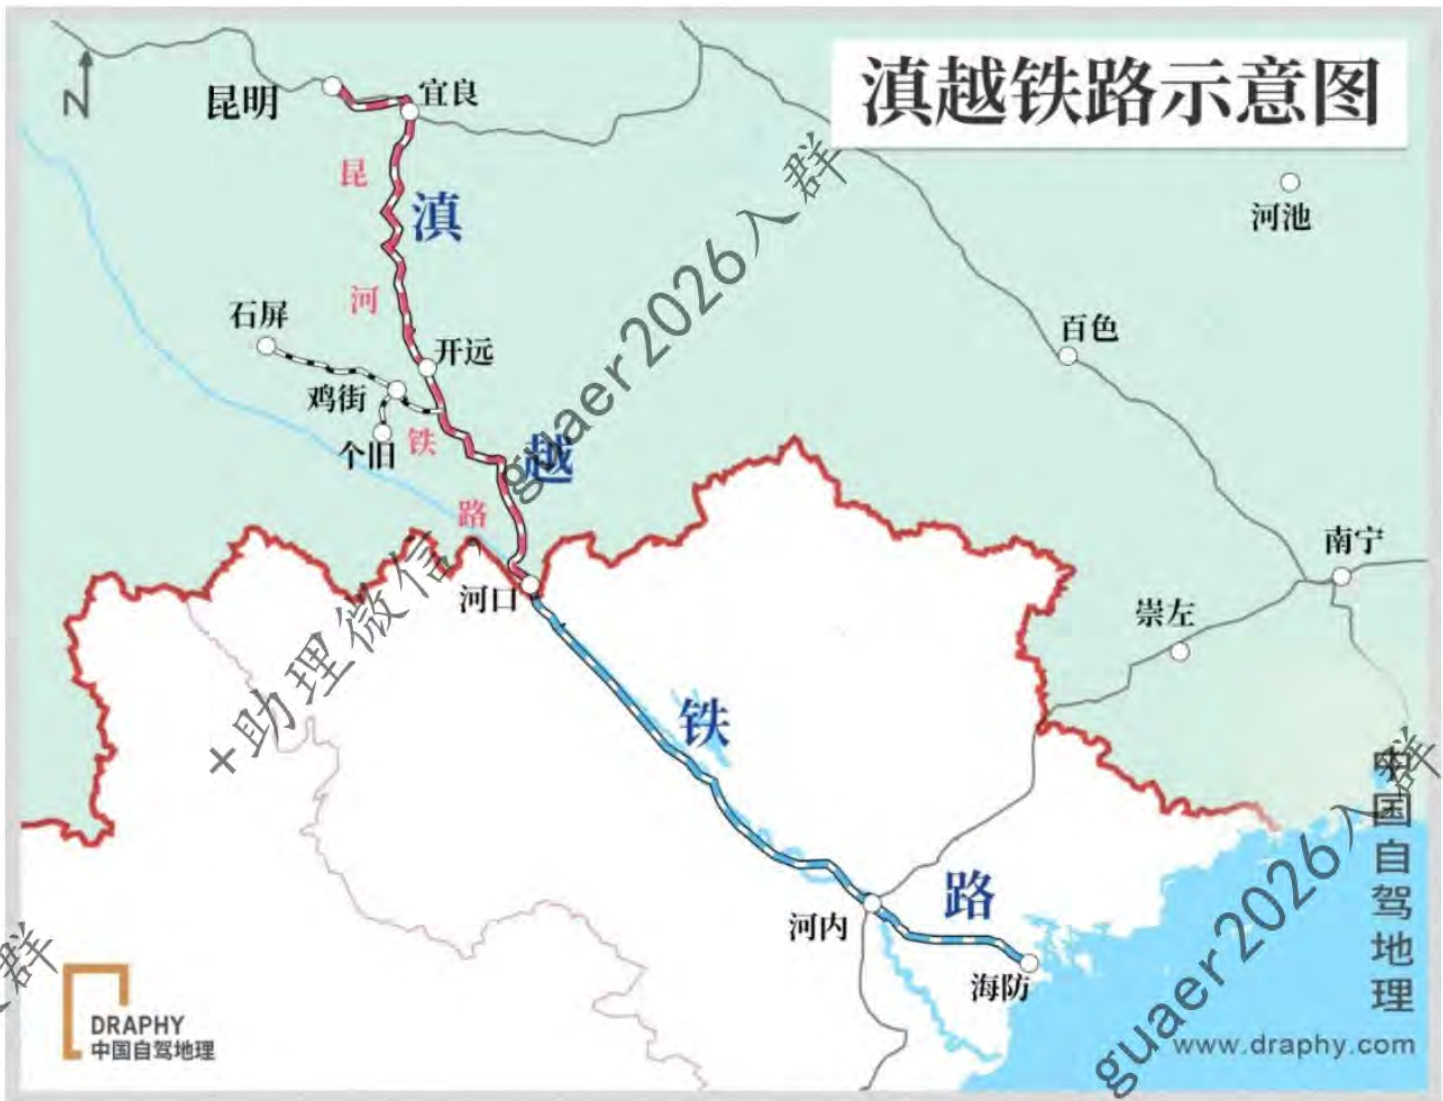 滇越铁路示意图
N
昆明
宜良
昆
滇
河
河池
石屏
开远
百色
鸡街
铁
个旧
越
路
南宁
河口
崇左
铁
河内
路
海防
中国自驾地理
www.draphy.com
DRAPHY
中国自驾地理
+助理微信:guaer2026入群
guaer2026入群
入群